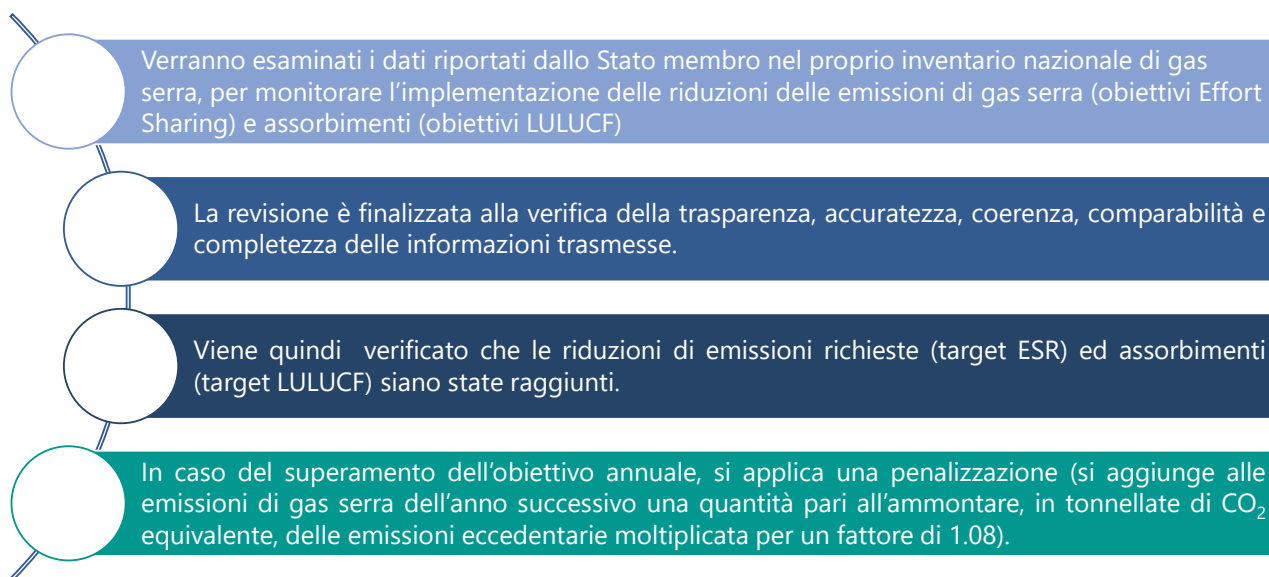 Verranno esaminati i dati riportati dallo Stato membro nel proprio inventario nazionale di gas
serra, per monitorare l’implementazione delle riduzioni delle emissioni di gas serra (obiettivi Effort
Sharing) e assorbimenti (obiettivi LULUCF)
La revisione è finalizzata alla verifica della trasparenza, accuratezza, coerenza, comparabilità e
completezza delle informazioni trasmesse.
Viene quindi verificato che le riduzioni di emissioni richieste (target ESR) ed assorbimenti
(target LULUCF) siano state raggiunti.
In caso del superamento dell’obiettivo annuale, si applica una penalizzazione (si aggiunge alle
emissioni di gas serra dell’anno successivo una quantità pari all’ammontare, in tonnellate di CO₂
equivalente, delle emissioni eccedentarie moltiplicata per un fattore di 1.08).